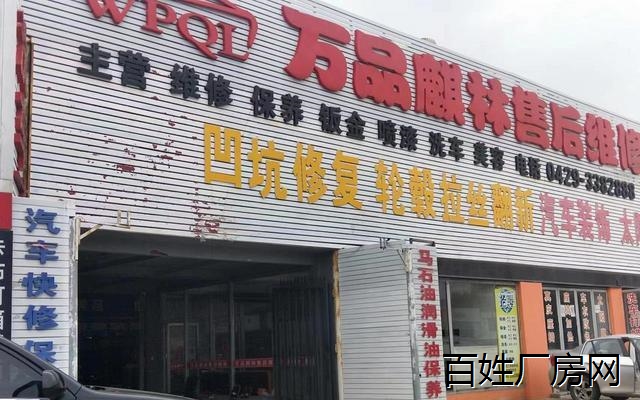 WPQL
万品麒林售后维修
主营 维修 保养 钣金 喷漆 洗车 美容 电话 0429-3382888
凹坑修复 轮毂拉丝翻新 汽车装饰 太
汽车快修保
马石油润滑油保养
百姓厂房网